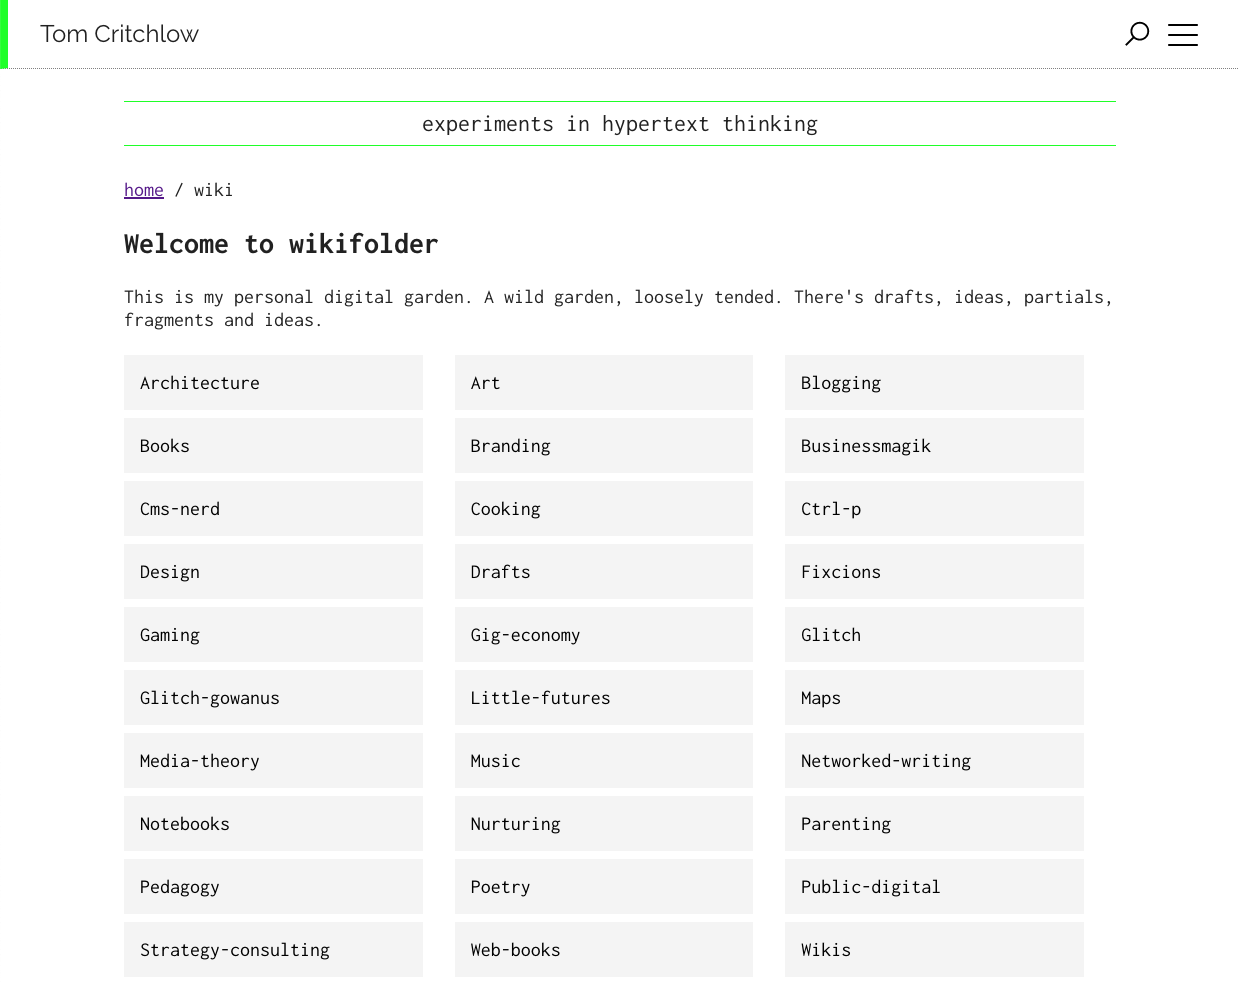 Tom Critchlow
experiments in hypertext thinking
home / wiki
Welcome to wikifolder
This is my personal digital garden. A wild garden, loosely tended. There's drafts, ideas, partials,
fragments and ideas.
Architecture
Art
Blogging
Books
Branding
Businessmagik
Cms-nerd
Cooking
Ctrl-p
Design
Drafts
Fixcions
Gaming
Gig-economy
Glitch
Glitch-gowanus
Little-futures
Maps
Media-theory
Music
Networked-writing
Notebooks
Nurturing
Parenting
Pedagogy
Poetry
Public-digital
Strategy-consulting
Web-books
Wikis